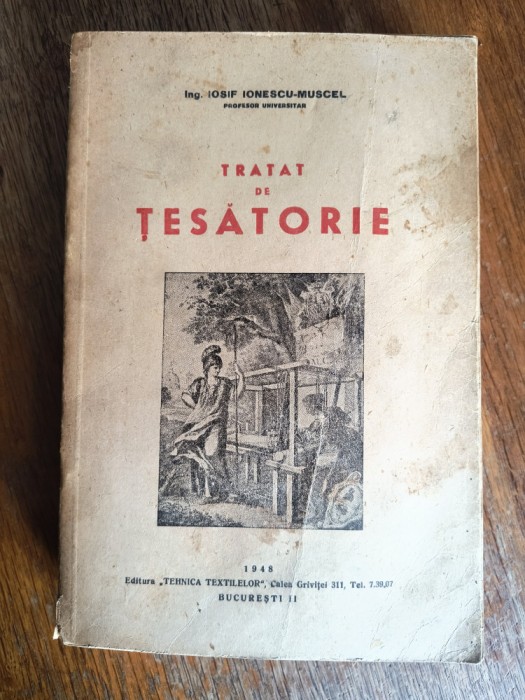 Ing. IOSIF IONESCU-MUSCEL
PROFESOR UNIVERSITAR
TRATAT
DE
ȚESĂTORIE
1948
Editura „TEHNICA TEXTILELOR", Calea Griviței 311, Tel. 7.39.07
BUCUREȘTI II